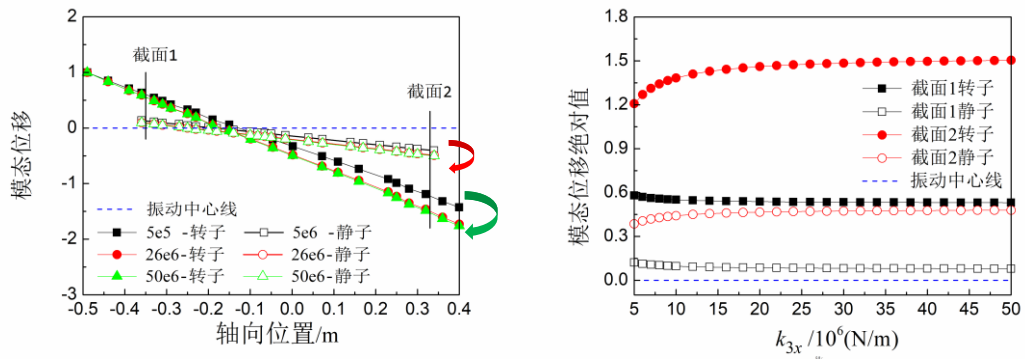 2
1
0
-1
-2
-3
模态位移
截面1
截面2
振动中心线
5e5 -转子
5e6 -静子
26e6-转子
26e6-静子
50e6-转子
50e6-静子
-0.5 -0.4 -0.3 -0.2 -0.1 0.0 0.1 0.2 0.3 0.4
轴向位置/m
1.8
1.5
1.2
0.9
0.6
0.3
0.0
模态位移绝对值
截面1转子
截面1静子
截面2转子
截面2静子
振动中心线
5 10 15 20 25 30 35 40 45 50
k3x /10⁶(N/m)